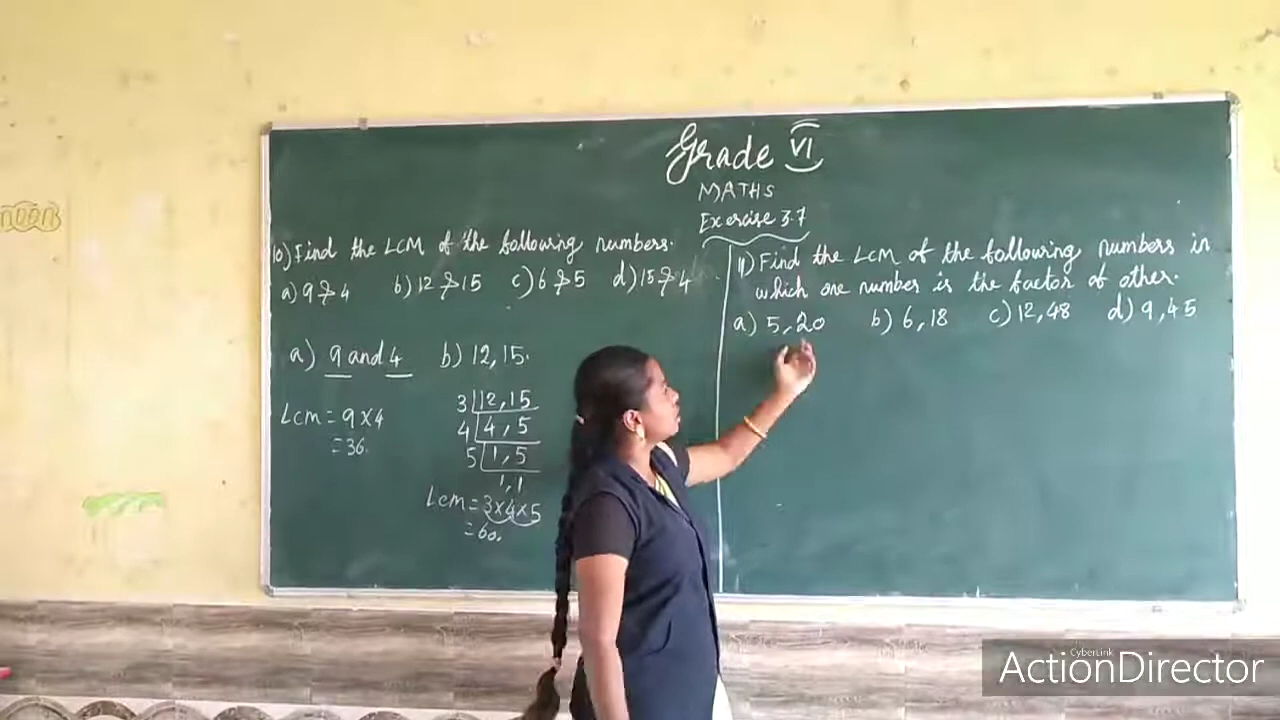 Grade VI
MATHS
Exercise 3.7
10) Find the LCM of the following numbers.
a) 9 & 4 b) 12 & 15 c) 6 & 5 d) 15 & 4
a) 9 and 4
LCM = 9 x 4
= 36.
b) 12, 15.
3 12, 15
4 4, 5
5 1, 5
1, 1
LCM = 3x4x5
= 60.
11) Find the LCM of the following numbers in
which one number is the factor of other.
a) 5, 20 b) 6, 18 c) 12, 48 d) 9, 45
CyberLink
ActionDirector